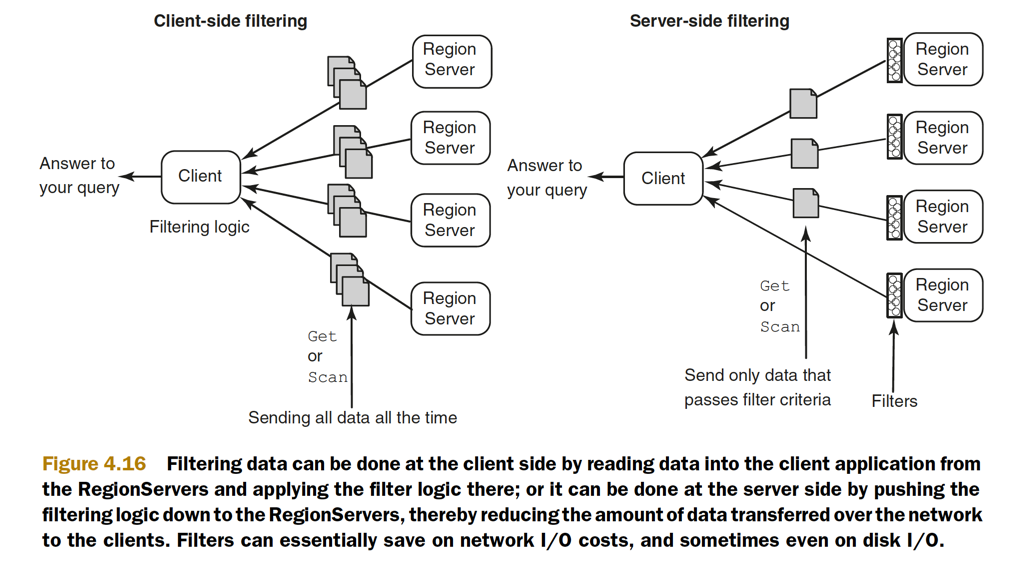 Client-side filtering
Region
Server
Region
Server
Region
Server
Region
Server
Answer to
your query
Client
Filtering logic
Get
or
Scan
Sending all data all the time
Server-side filtering
Region
Server
Region
Server
Region
Server
Region
Server
Answer to
your query
Client
Get
or
Scan
Send only data that
passes filter criteria
Filters
Figure 4.16 Filtering data can be done at the client side by reading data into the client application from
the RegionServers and applying the filter logic there; or it can be done at the server side by pushing the
filtering logic down to the RegionServers, thereby reducing the amount of data transferred over the network
to the clients. Filters can essentially save on network I/O costs, and sometimes even on disk I/O.